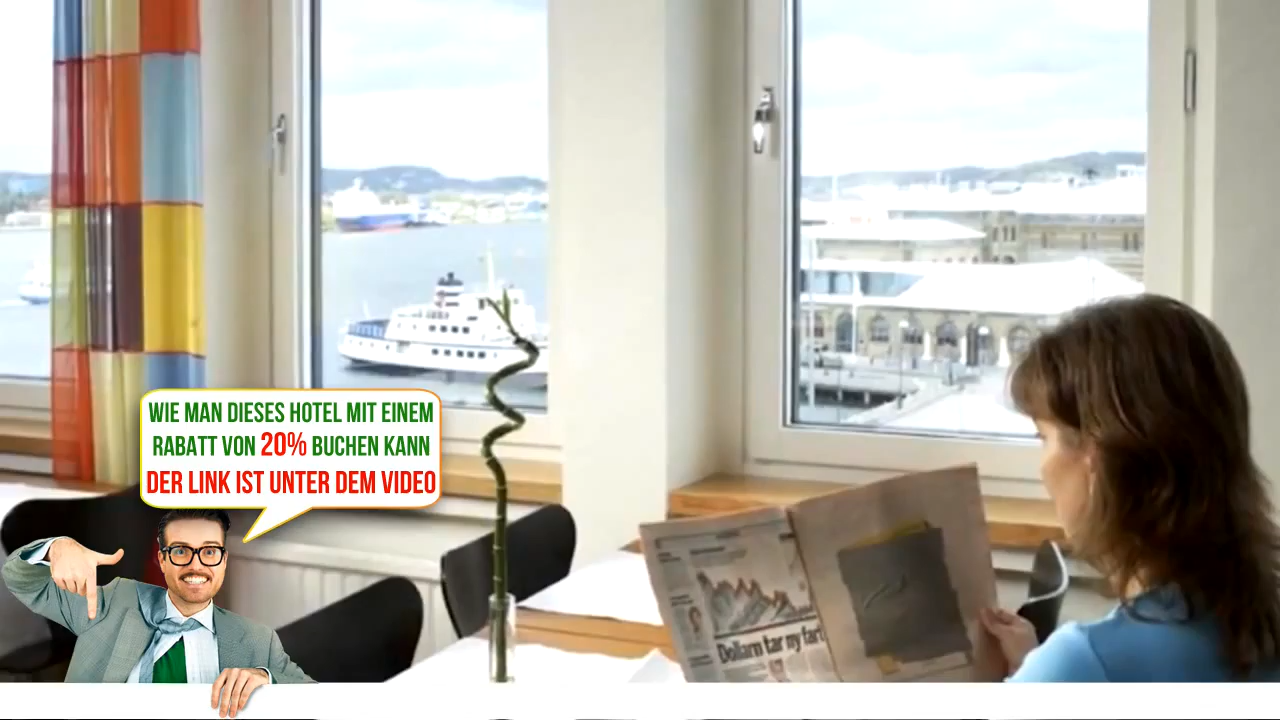 WIE MAN DIESES HOTEL MIT EINEM
RABATT VON 20% BUCHEN KANN
DER LINK IST UNTER DEM VIDEO
Dollarn tar ny fart